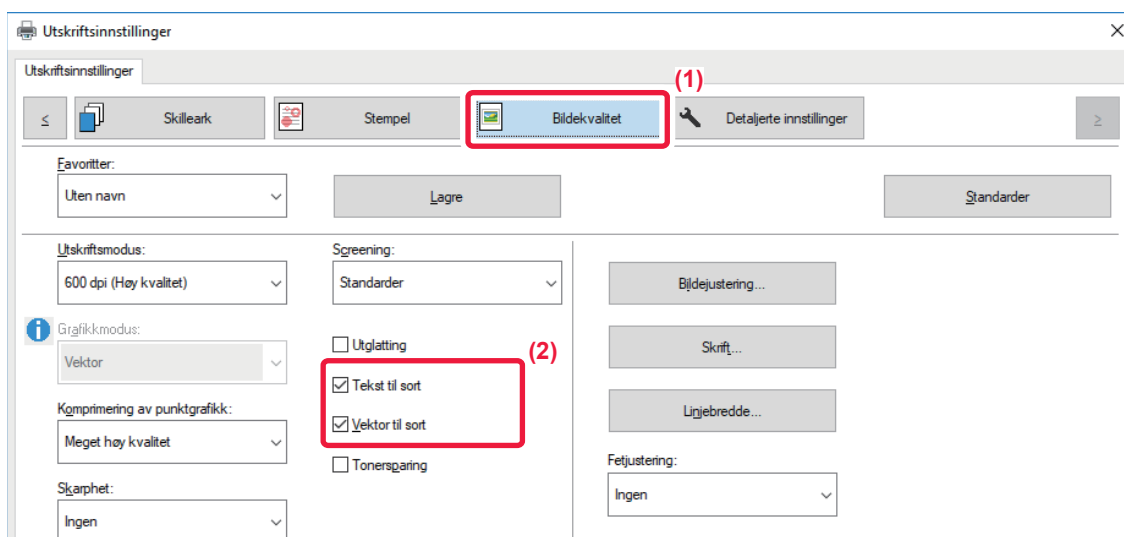 Utskriftsinnstillinger
Utskriftsinnstillinger
(1)
< Skilleark Stempel Bildekvalitet Detaljerte innstillinger >
Favoritter:
Uten navn Lagre Standarder
Utskriftsmodus: Screening:
600 dpi (Høy kvalitet) Standarder Bildejustering...
Grafikkmodus:
Utglatting (2) Skrift...
Vektor
Tekst til sort
Komprimering av punktgrafikk: Linjebredde...
Vektor til sort
Meget høy kvalitet
Tonersparing Fetjustering:
Skarphet:
Ingen Ingen